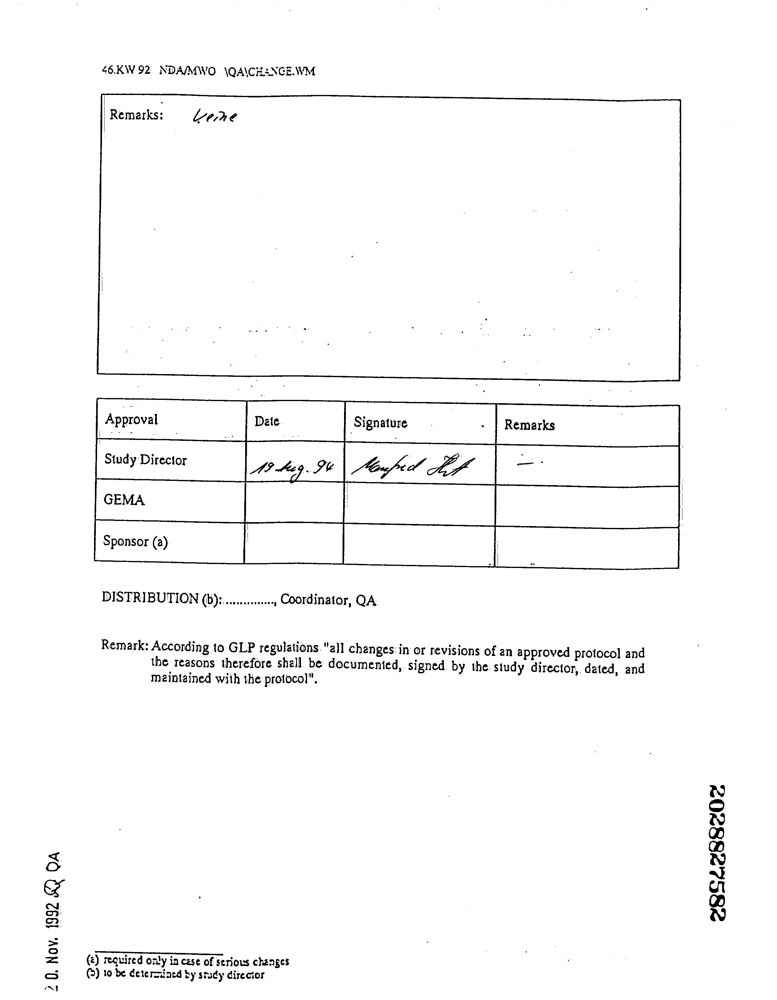 46.KW 92 NDA/MWO \QA\CHANGE.WM
Remarks: keine
Approval Date Signature Remarks
Study Director 19 Aug. 94 Manfred —.
GEMA
Sponsor (a)
DISTRIBUTION (b): .............., Coordinator, QA
Remark: According to GLP regulations "all changes in or revisions of an approved protocol and
the reasons therefore shall be documented, signed by the study director, dated, and
maintained with the protocol".
2028827582
2 0. Nov. 1992 QA
(a) required only in case of serious changes
(b) to be determined by study director